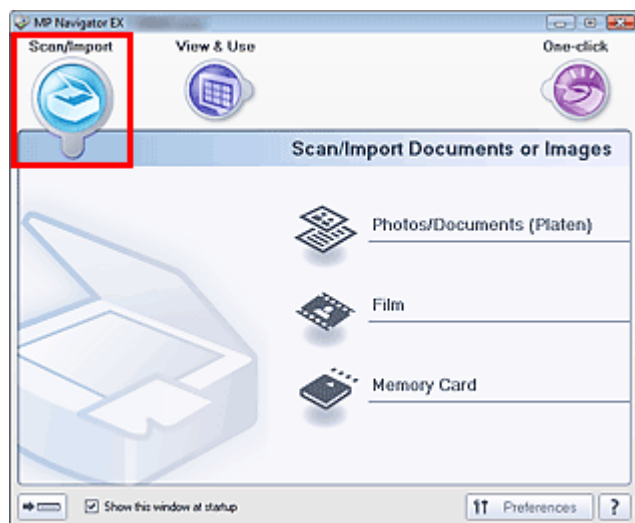 MP Navigator EX
Scan/Import
View & Use
One-click
Scan/Import Documents or Images
Photos/Documents (Platen)
Film
Memory Card
Show this window at startup
Preferences
?